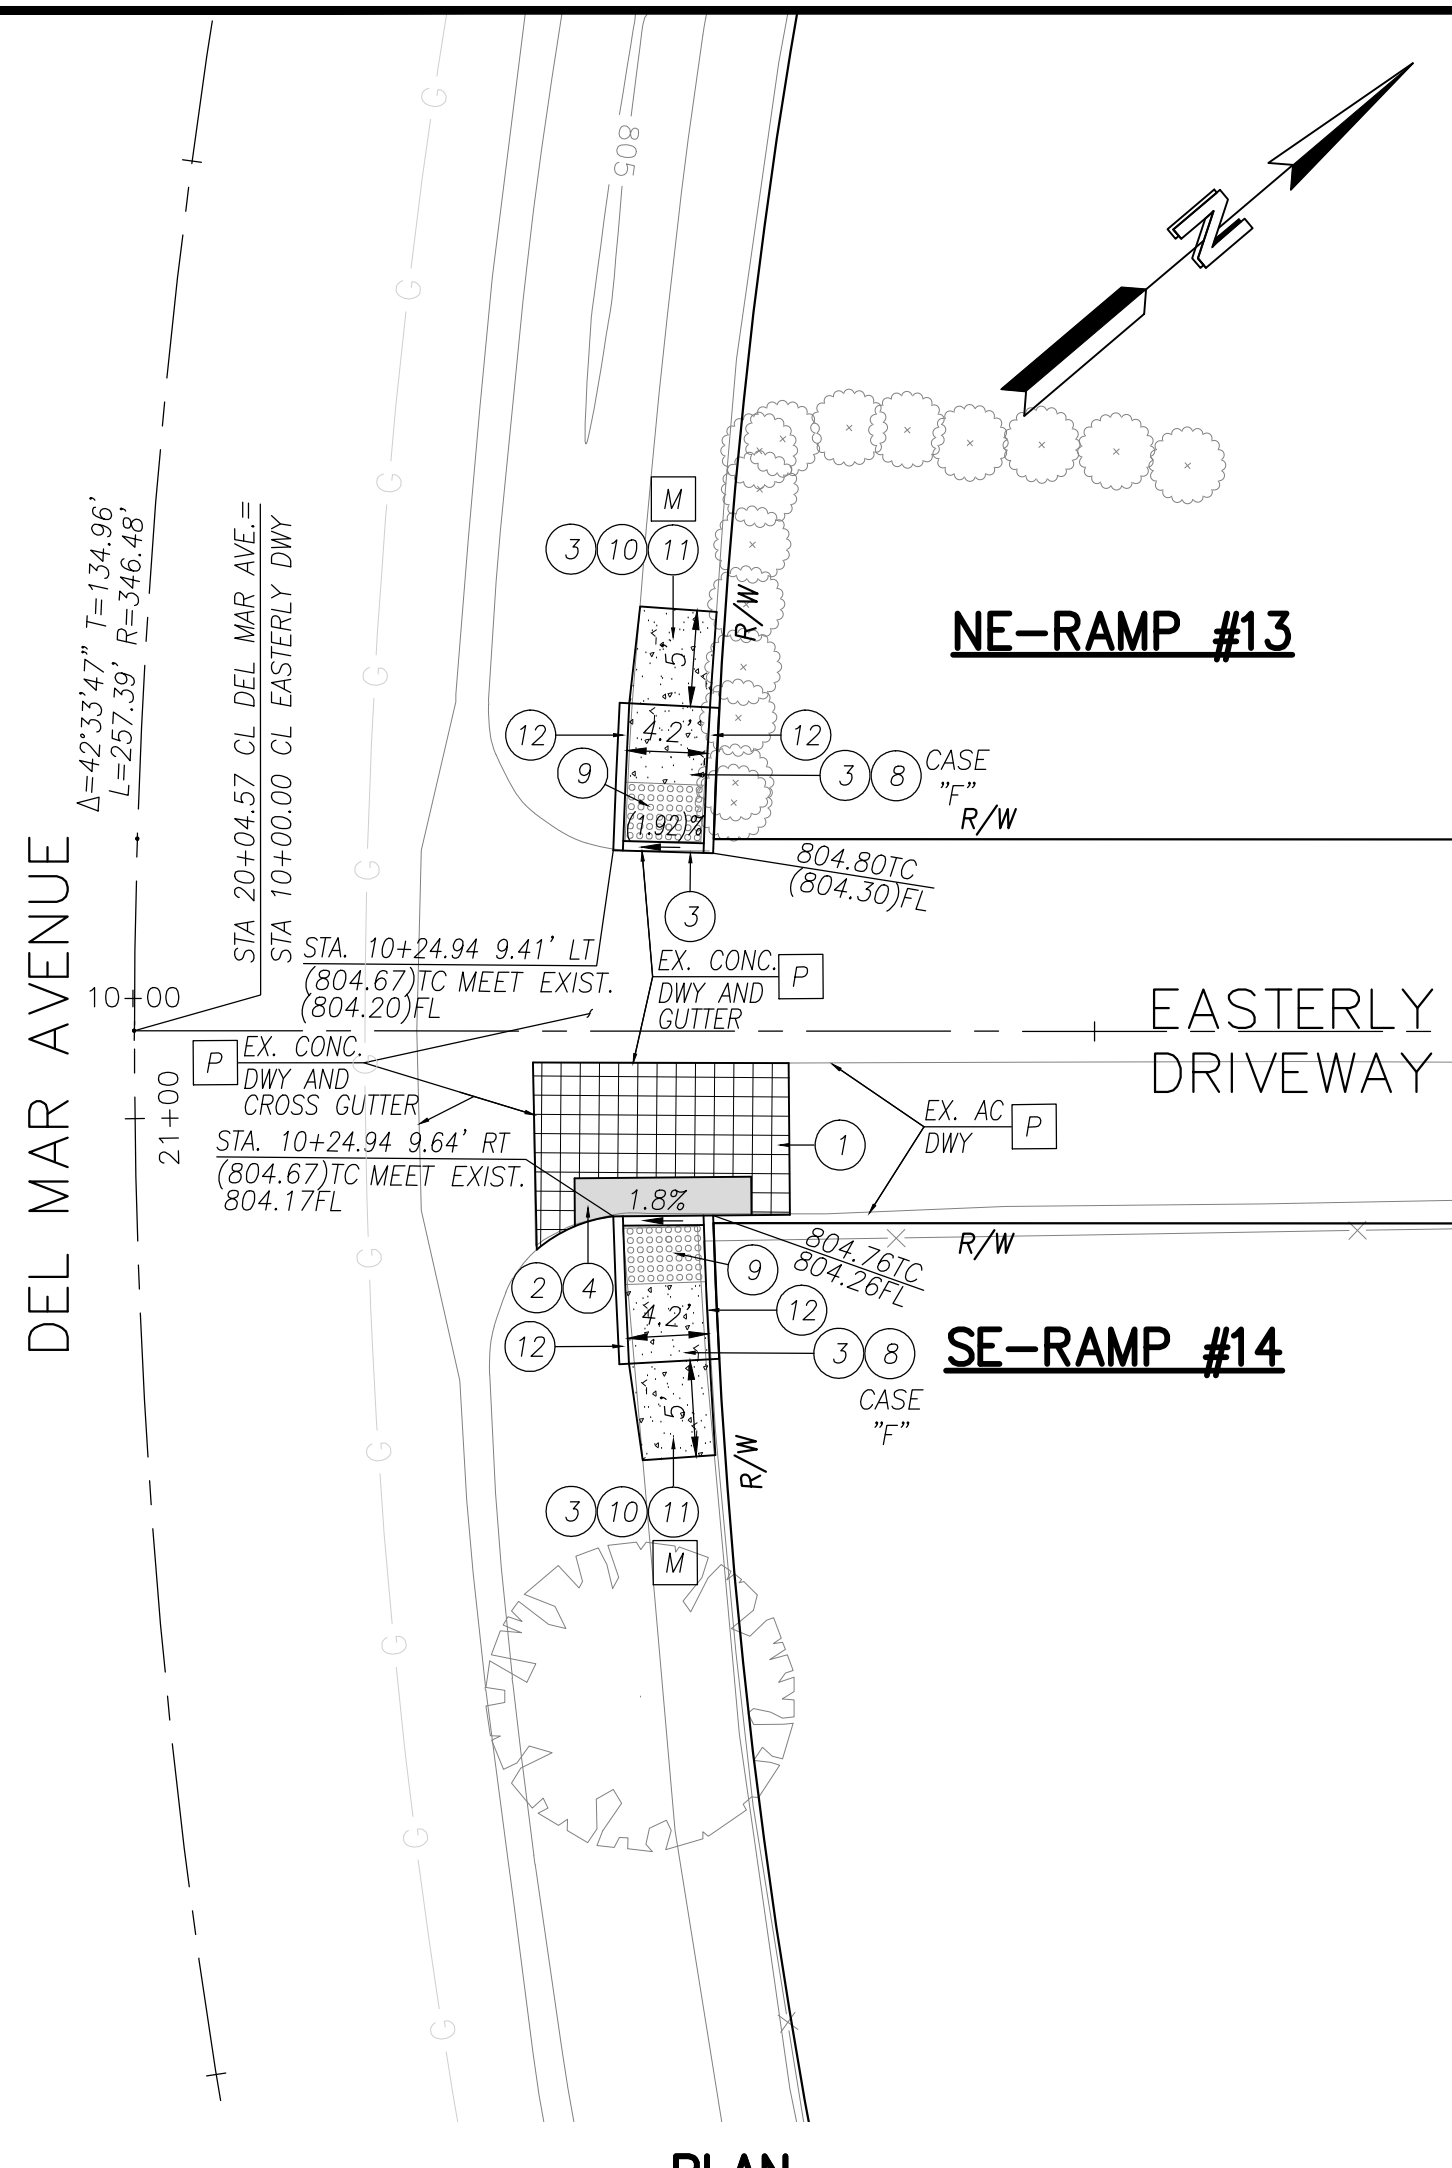 G
805
N
G
G
M
3 10 11
Δ=42°33'47" T=134.96'
L=257.39' R=346.48'
STA 20+04.57 CL DEL MAR AVE.=
STA 10+00.00 CL EASTERLY DWY
R/W
NE-RAMP #13
5'
G
12
4.2'
12
9
3 8 CASE
"F"
R/W
(1.92)%
DEL MAR AVENUE
G
804.80TC
(804.30)FL
3
STA. 10+24.94 9.41' LT
(804.67)TC MEET EXIST.
(804.20)FL
EX. CONC.
DWY AND
GUTTER
P
10+00
EASTERLY
DRIVEWAY
P
EX. CONC.
DWY AND
CROSS GUTTER
G
21+00
EX. AC
DWY
P
1
STA. 10+24.94 9.64' RT
(804.67)TC MEET EXIST.
804.17FL
1.8%
R/W
804.76TC
804.26FL
G
2 4
9
12
4.2'
12
3 8
CASE
"F"
SE-RAMP #14
5'
R/W
G
3 10 11
M
G
G
G
PLAN